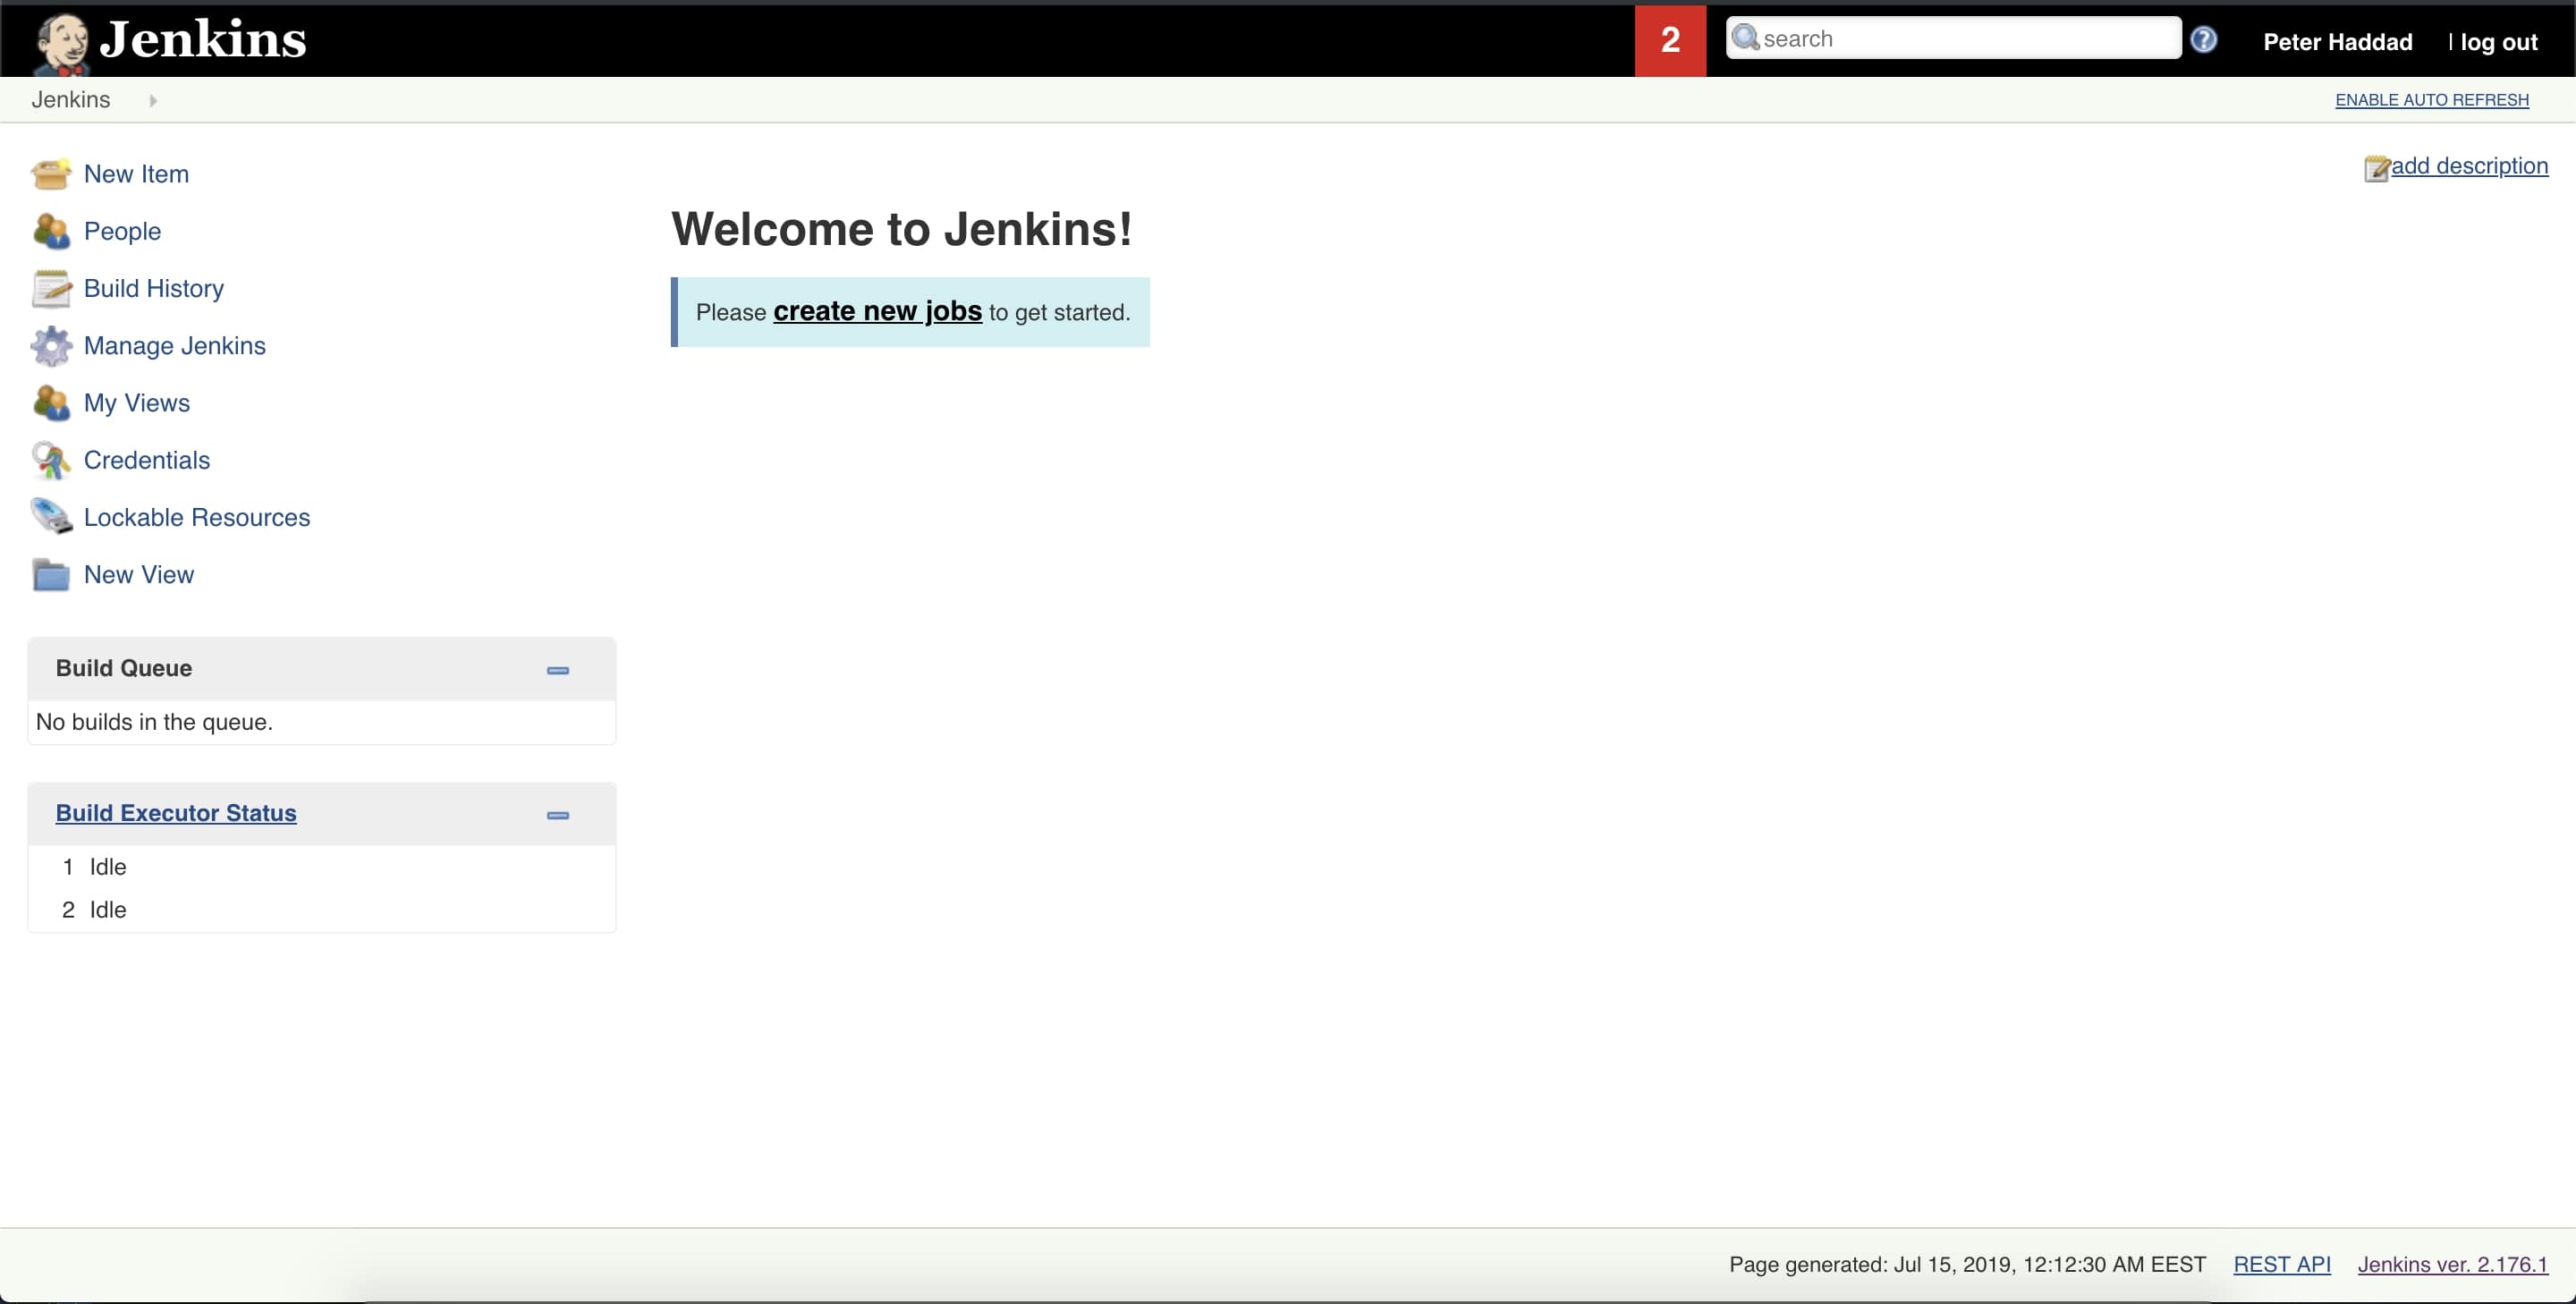 Jenkins
2
search
Peter Haddad
| log out
Jenkins
ENABLE AUTO REFRESH
New Item
People
Build History
Manage Jenkins
My Views
Credentials
Lockable Resources
New View
add description
Welcome to Jenkins!
Please create new jobs to get started.
Build Queue
No builds in the queue.
Build Executor Status
1 Idle
2 Idle
Page generated: Jul 15, 2019, 12:12:30 AM EEST
REST API
Jenkins ver. 2.176.1